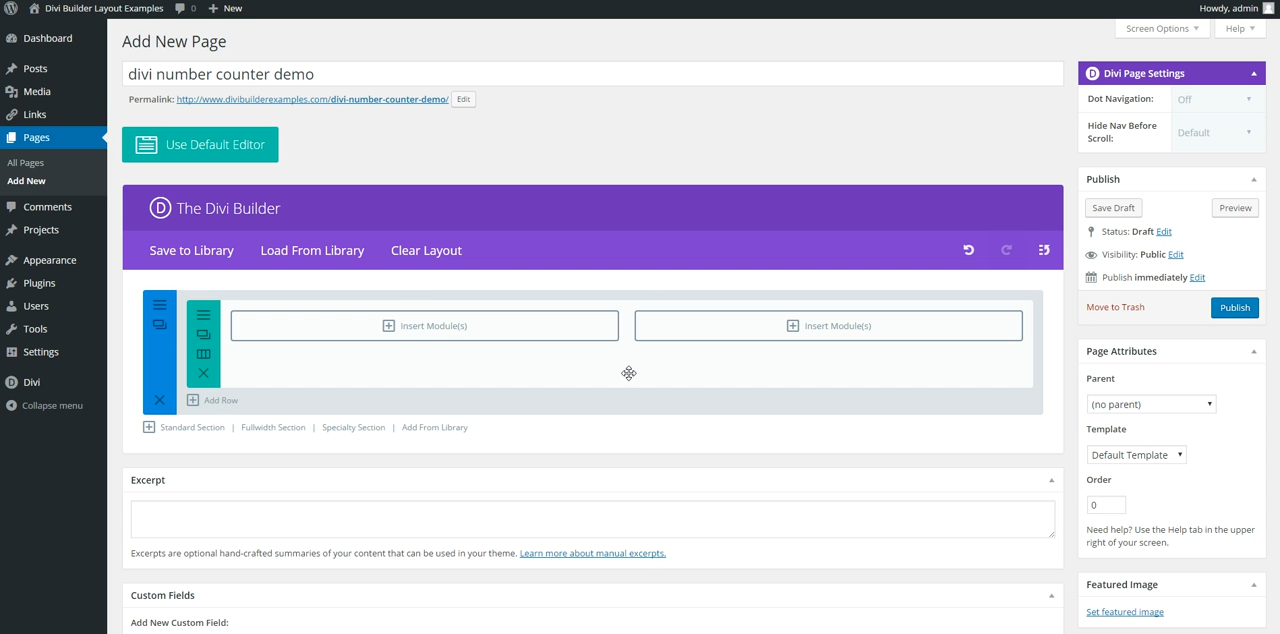 Divi Builder Layout Examples 0 New Howdy, admin
Dashboard
Posts
Media
Links
Pages
All Pages
Add New
Comments
Projects
Appearance
Plugins
Users
Tools
Settings
Divi
Collapse menu
Screen Options Help
Add New Page
divi number counter demo
Permalink: http://www.divibuilderexamples.com/divi-number-counter-demo/ Edit
Use Default Editor
D The Divi Builder
Save to Library Load From Library Clear Layout
Insert Module(s) Insert Module(s)
Add Row
Standard Section | Fullwidth Section | Specialty Section | Add From Library
Excerpt
Excerpts are optional hand-crafted summaries of your content that can be used in your theme. Learn more about manual excerpts.
Custom Fields
Add New Custom Field:
D Divi Page Settings
Dot Navigation: Off
Hide Nav Before
Scroll:
Default
Publish
Save Draft Preview
Status: Draft Edit
Visibility: Public Edit
Publish immediately Edit
Move to Trash Publish
Page Attributes
Parent
(no parent)
Template
Default Template
Order
0
Need help? Use the Help tab in the upper
right of your screen.
Featured Image
Set featured image